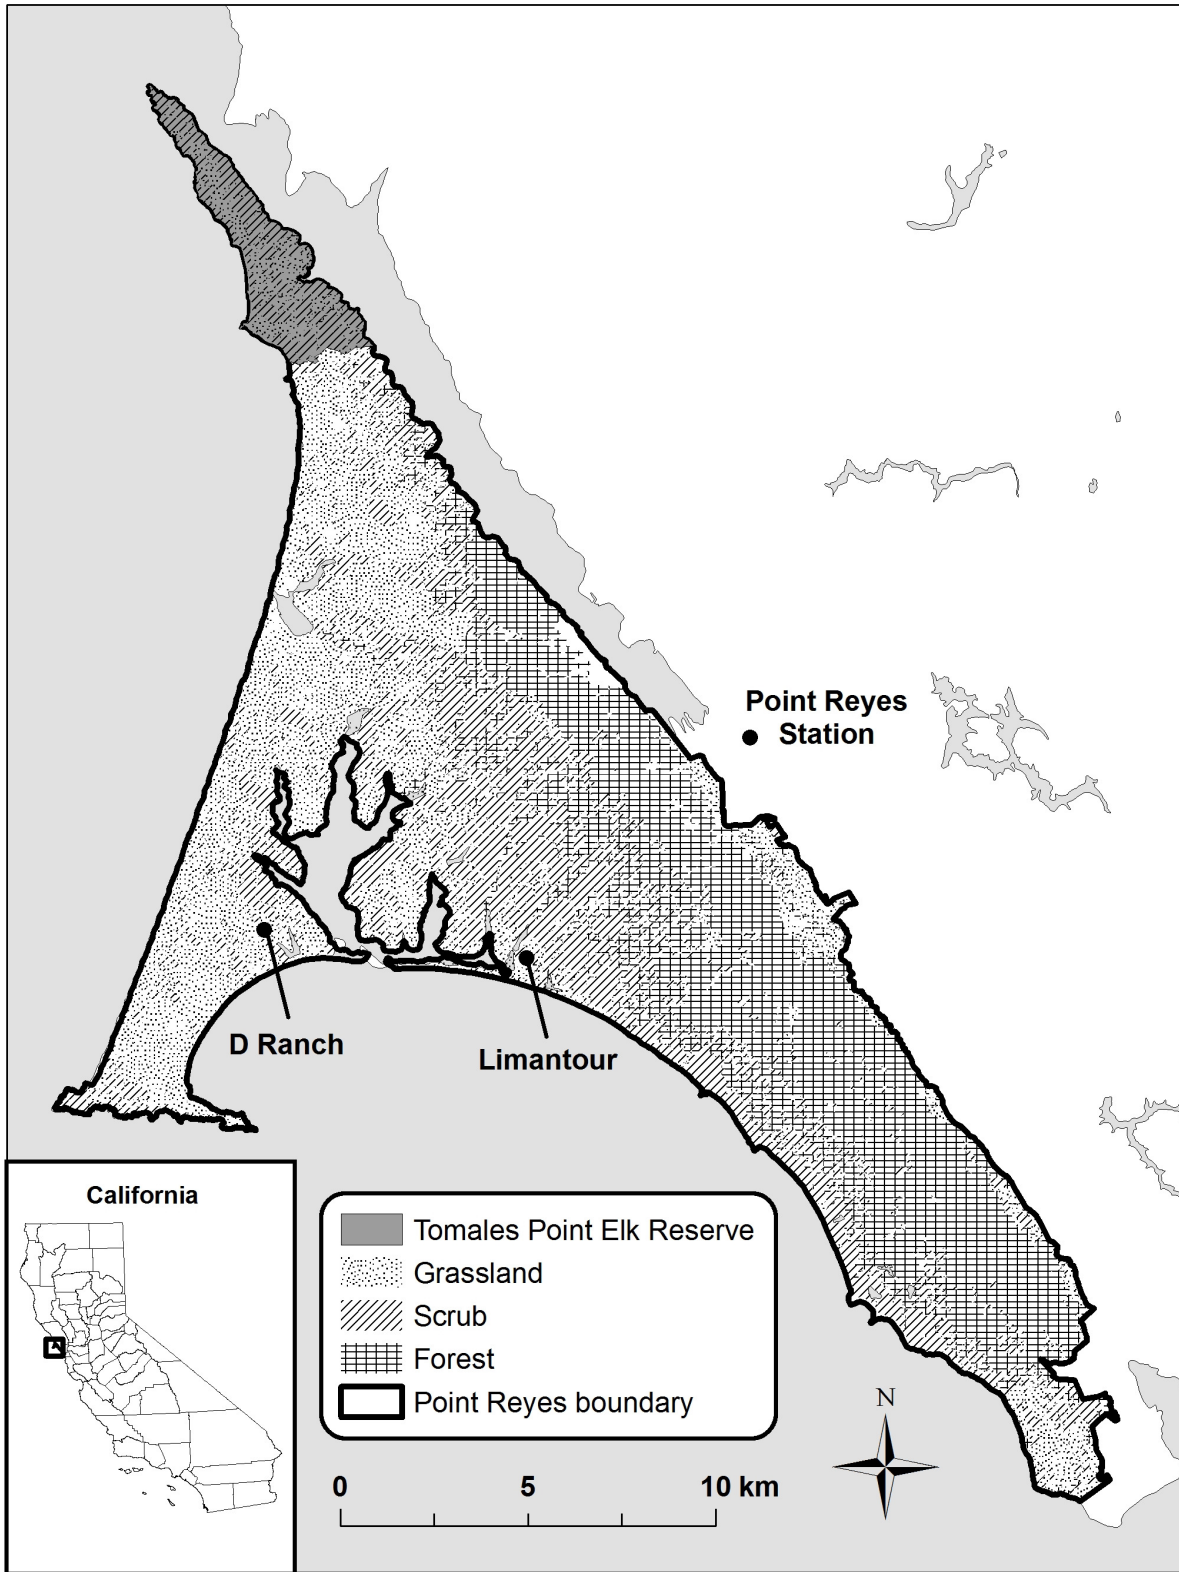 Point Reyes
Station
D Ranch
Limantour
California
Tomales Point Elk Reserve
Grassland
Scrub
Forest
Point Reyes boundary
N
0 5 10 km